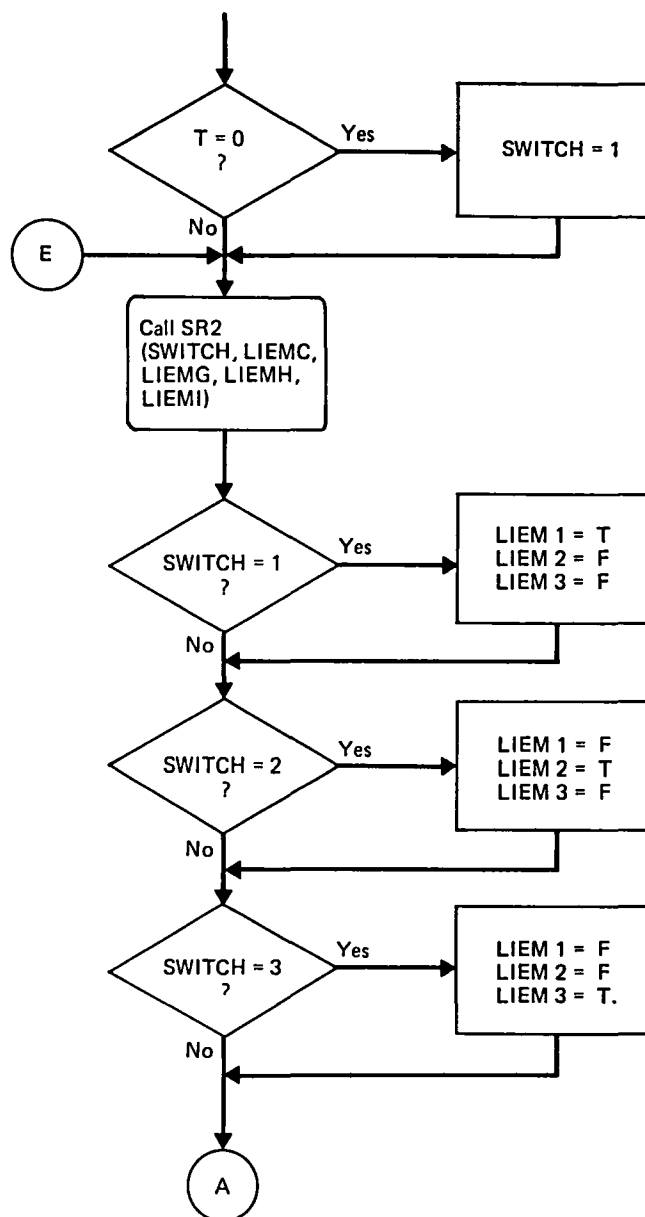 T = 0
?
Yes
SWITCH = 1
No
E
Call SR2
(SWITCH, LIEMC,
LIEMG, LIEMH,
LIEMI)
SWITCH = 1
?
Yes
LIEM 1 = T
LIEM 2 = F
LIEM 3 = F
No
SWITCH = 2
?
Yes
LIEM 1 = F
LIEM 2 = T
LIEM 3 = F
No
SWITCH = 3
?
Yes
LIEM 1 = F
LIEM 2 = F
LIEM 3 = T.
No
A